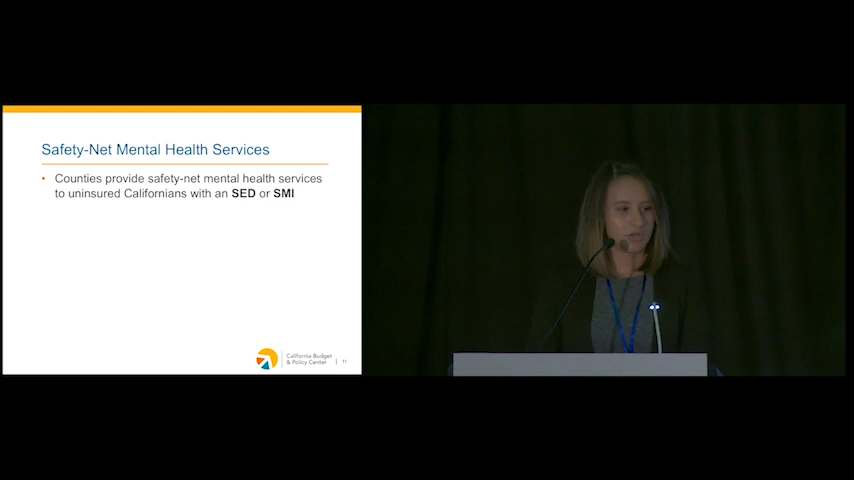 Safety-Net Mental Health Services
• Counties provide safety-net mental health services
to uninsured Californians with an SED or SMI
California Budget
& Policy Center
11